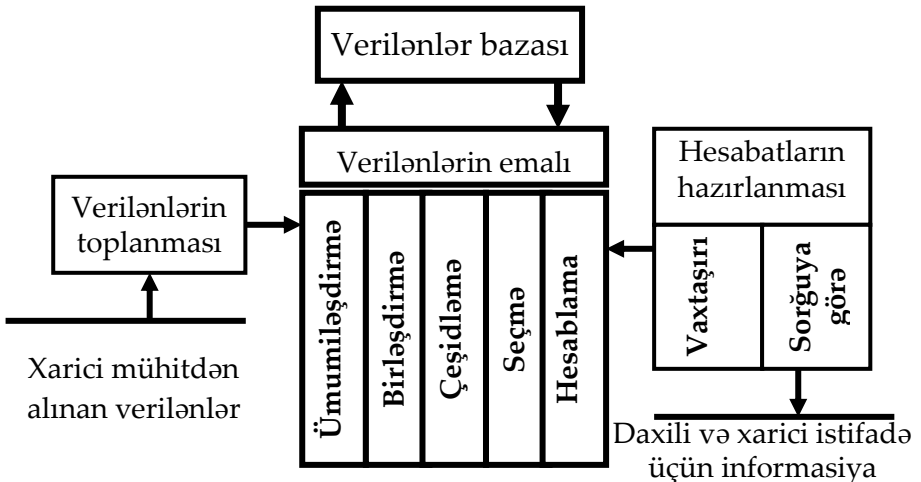 Verilənlər bazası
Verilənlərin emalı
Hesabatların
hazırlanması
Verilənlərin
toplanması
Ümumiləşdirmə
Birləşdirmə
Çeşidləmə
Seçmə
Hesablama
Vaxtaşırı
Sorğuya
görə
Xarici mühitdən
alınan verilənlər
Daxili və xarici istifadə
üçün informasiya